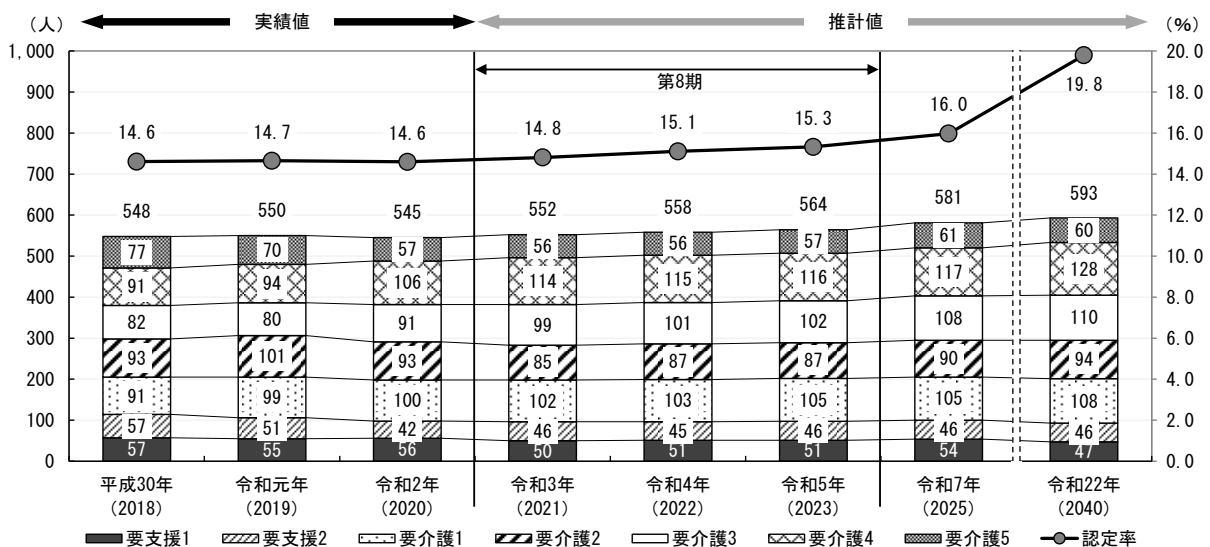 実績値 推計値
（人） （%）
第8期
1,000 900 800 700 600 500 400 300 200 100 0
20.0 18.0 16.0 14.0 12.0 10.0 8.0 6.0 4.0 2.0 0.0
14.6 14.7 14.6 14.8 15.1 15.3 16.0 19.8
548 550 545 552 558 564 581 593
77 70 57 56 56 57 61 60
91 94 106 114 115 116 117 128
82 80 91 99 101 102 108 110
93 101 93 85 87 87 90 94
91 99 100 102 103 105 105 108
57 51 42 46 45 46 46 46
57 55 56 50 51 51 54 47
平成30年 令和元年 令和2年 令和3年 令和4年 令和5年 令和7年 令和22年
（2018） （2019） （2020） （2021） （2022） （2023） （2025） （2040）
要支援1 要支援2 要介護1 要介護2 要介護3 要介護4 要介護5 認定率